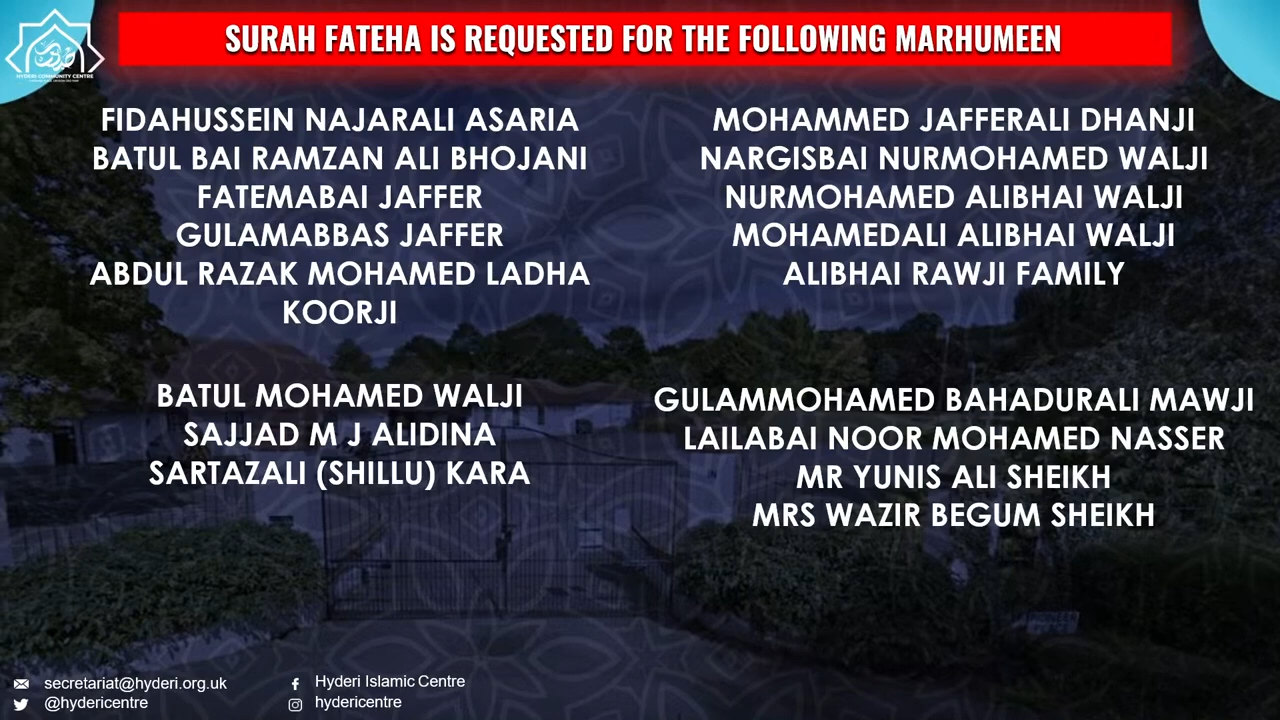 SURAH FATEHA IS REQUESTED FOR THE FOLLOWING MARHUMEEN
HYDERI COMMUNITY CENTRE
FIDAHUSSEIN NAJARALI ASARIA
BATUL BAI RAMZAN ALI BHOJANI
FATEMABAI JAFFER
GULAMABBAS JAFFER
ABDUL RAZAK MOHAMED LADHA
KOORJI
MOHAMMED JAFFERALI DHANJI
NARGISBAI NURMOHAMED WALJI
NURMOHAMED ALIBHAI WALJI
MOHAMEDALI ALIBHAI WALJI
ALIBHAI RAWJI FAMILY
BATUL MOHAMED WALJI
SAJJAD M J ALIDINA
SARTAZALI (SHILLU) KARA
GULAMMOHAMED BAHADURALI MAWJI
LAILABAI NOOR MOHAMED NASSER
MR YUNIS ALI SHEIKH
MRS WAZIR BEGUM SHEIKH
secretariat@hyderi.org.uk
@hydericentre
Hyderi Islamic Centre
hydericentre